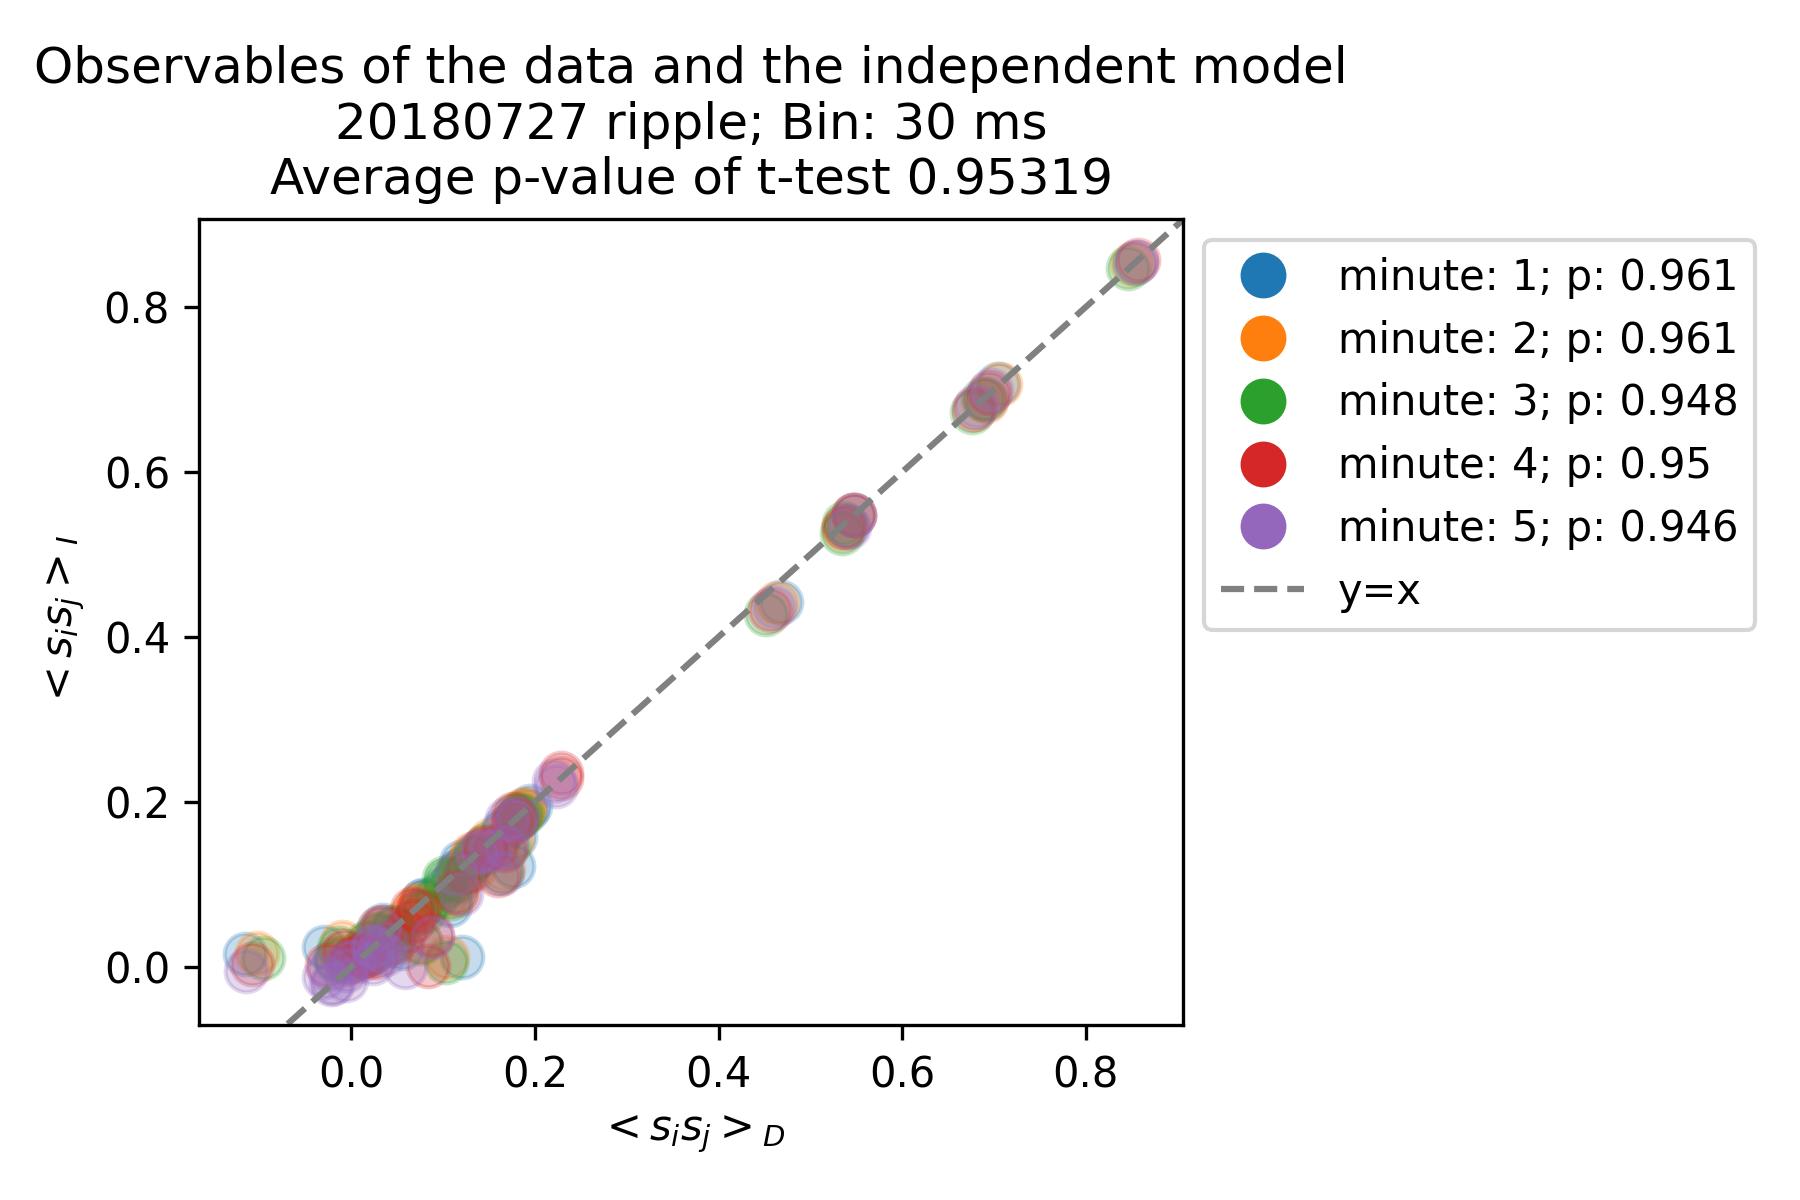 Observables of the data and the independent model
20180727 ripple; Bin: 30 ms
Average p-value of t-test 0.95319
0.8
0.6
0.4
0.2
0.0
<s_i s_j>_I
0.0 0.2 0.4 0.6 0.8
<s_i s_j>_D
minute: 1; p: 0.961
minute: 2; p: 0.961
minute: 3; p: 0.948
minute: 4; p: 0.95
minute: 5; p: 0.946
y=x